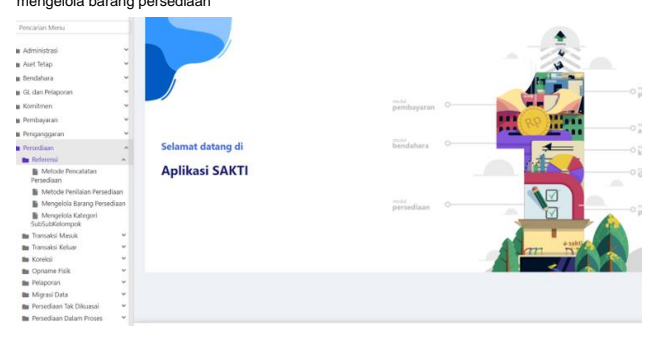 mengelola barang persediaan
Pencarian Menu
Administrasi
Aset Tetap
Bendahara
GL dan Pelaporan
Komitmen
Pembayaran
Penganggaran
Persediaan
Referensi
Metode Pencatatan
Persediaan
Metode Penilaian Persediaan
Mengelola Barang Persediaan
Mengelola Kategori
SubSubKelompok
Transaksi Masuk
Transaksi Keluar
Koreksi
Opname Fisik
Pelaporan
Migrasi Data
Persediaan Tak Dikuasai
Persediaan Dalam Proses
Selamat datang di
Aplikasi SAKTI
modul
pembayaran
modul
bendahara
modul
persediaan
Rp
e-sakti